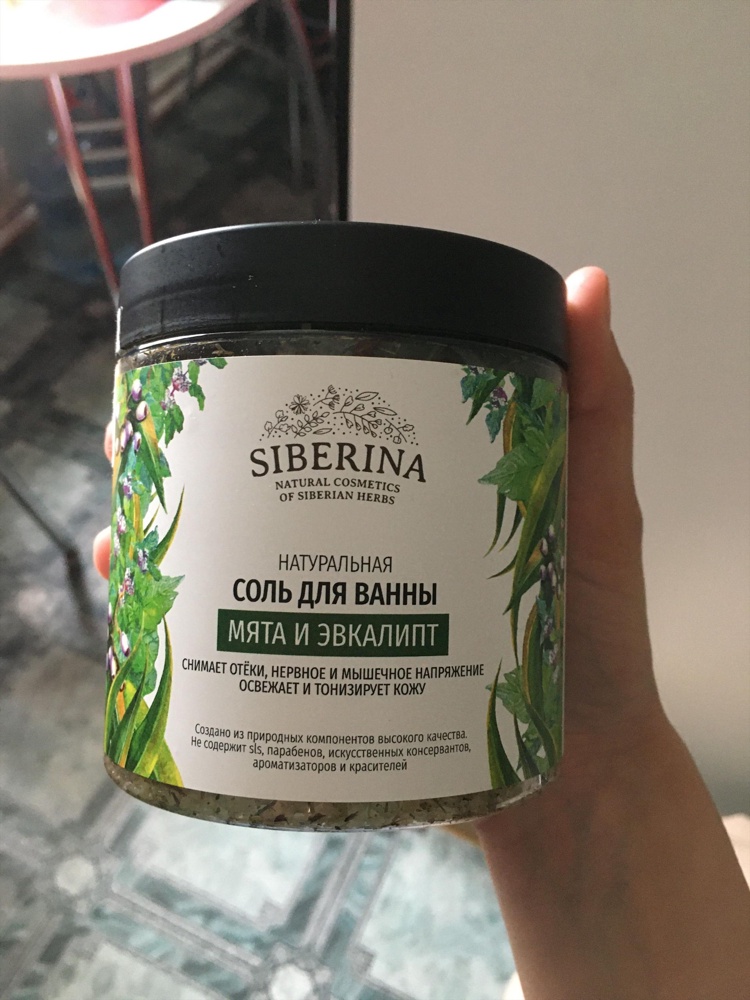 SIBERINA
NATURAL COSMETICS
OF SIBERIAN HERBS
НАТУРАЛЬНАЯ
СОЛЬ ДЛЯ ВАННЫ
МЯТА И ЭВКАЛИПТ
СНИМАЕТ ОТЁКИ, НЕРВНОЕ И МЫШЕЧНОЕ НАПРЯЖЕНИЕ
ОСВЕЖАЕТ И ТОНИЗИРУЕТ КОЖУ
Создано из природных компонентов высокого качества.
Не содержит sls, парабенов, искусственных консервантов,
ароматизаторов и красителей